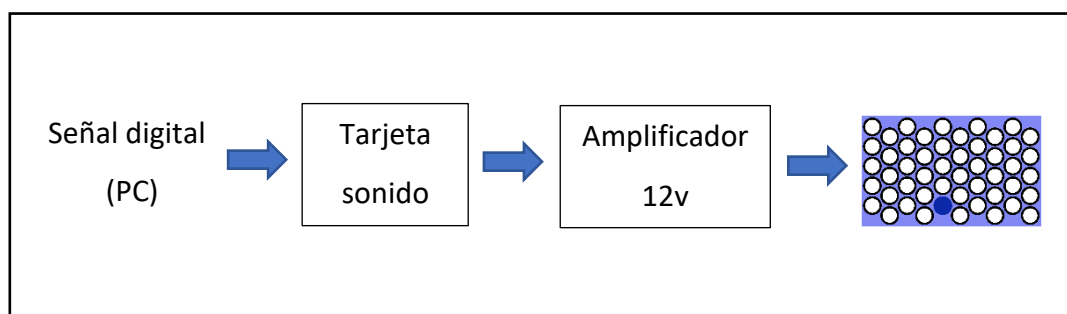 Señal digital
(PC)
Tarjeta
sonido
Amplificador
12v